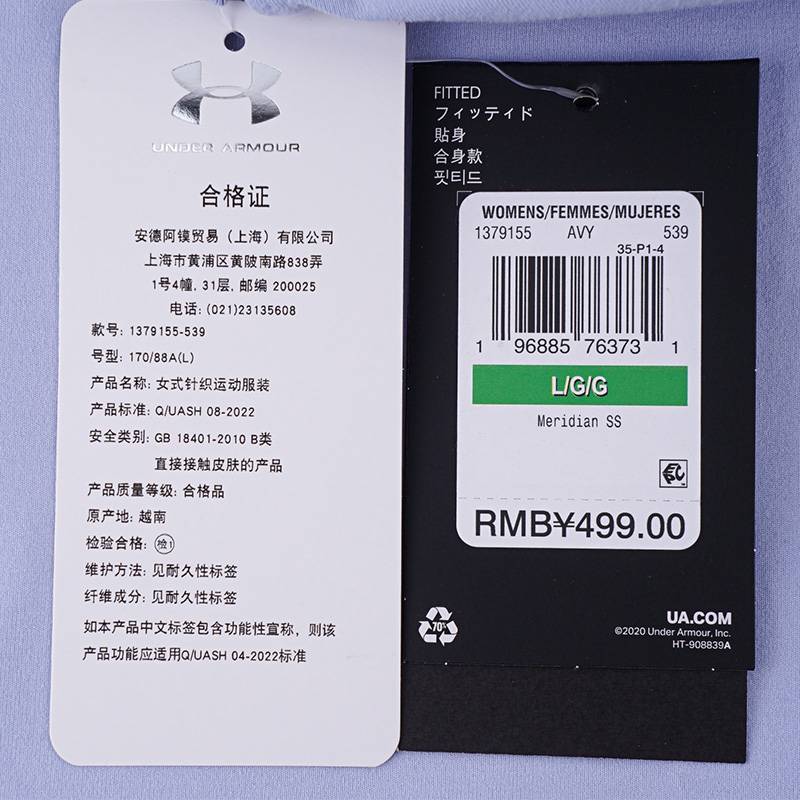 UNDER ARMOUR
合格证
安德阿镆贸易（上海）有限公司
上海市黄浦区黄陂南路838弄
1号4幢, 31层, 邮编 200025
电话: (021)23135608
款号: 1379155-539
号型: 170/88A(L)
产品名称: 女式针织运动服装
产品标准: Q/UASH 08-2022
安全类别: GB 18401-2010 B类
直接接触皮肤的产品
产品质量等级: 合格品
原产地: 越南
检验合格: 检1
维护方法: 见耐久性标签
纤维成分: 见耐久性标签
如本产品中文标签包含功能性宣称, 则该
产品功能应适用Q/UASH 04-2022标准
FITTED
フィッティド
貼身
合身款
핏티드
WOMENS/FEMMES/MUJERES
1379155 AVY 539
35-P1-4
1 96885 76373 1
L/G/G
Meridian SS
RMB¥499.00
70%
UA.COM
©2020 Under Armour, Inc.
HT-908839A